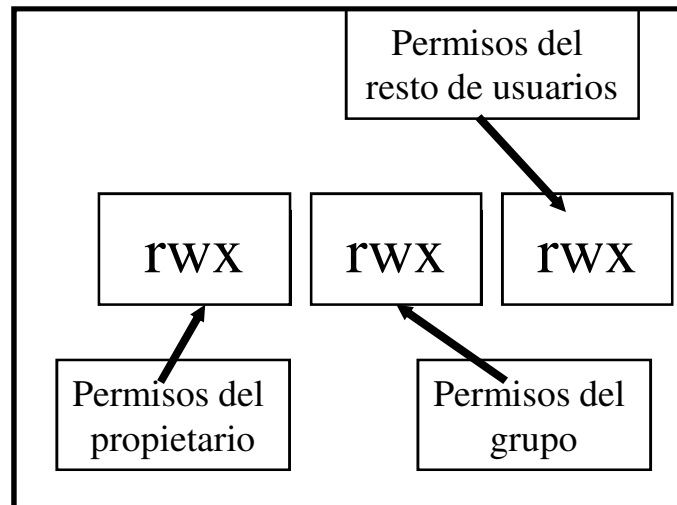 Permisos del
resto de usuarios
rwx rwx rwx
Permisos del
propietario
Permisos del
grupo